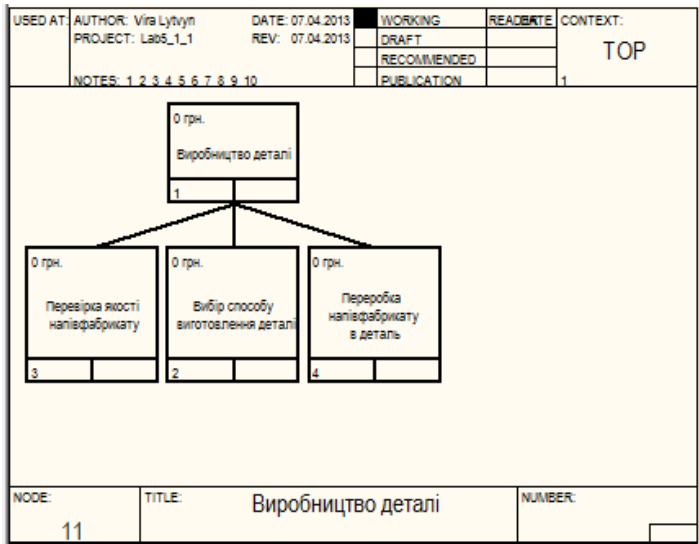 USED AT: AUTHOR: Vira Lytvyn DATE: 07.04.2013 WORKING READER DATE CONTEXT:
PROJECT: Lab5_1_1 REV: 07.04.2013 DRAFT
TOP
RECOMMENDED
NOTES: 1 2 3 4 5 6 7 8 9 10 PUBLICATION 1
0 грн.
Виробництво деталі
1
0 грн.
Перевірка якості
напівфабрикату
3
0 грн.
Вибір способу
виготовлення деталі
2
0 грн.
Переробка
напівфабрикату
в деталь
4
NODE: TITLE: Виробництво деталі NUMBER:
11